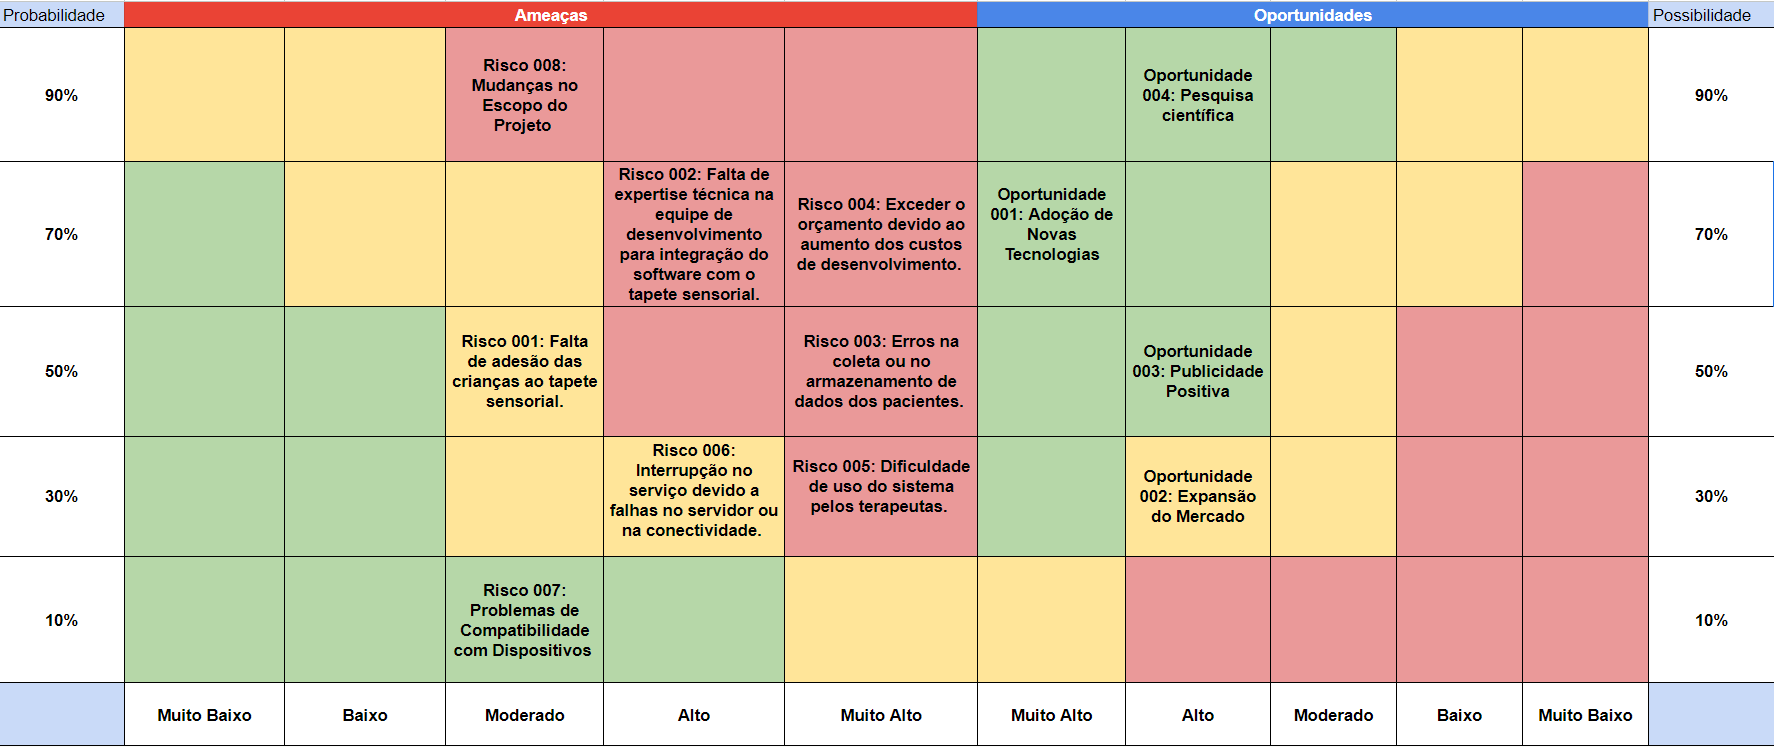 Probabilidade
Ameaças
Oportunidades
Possibilidade
90%
Risco 008:
Mudanças no
Escopo do
Projeto
Oportunidade
004: Pesquisa
científica
90%
70%
Risco 002: Falta de
expertise técnica na
equipe de
desenvolvimento
para integração do
software com o
tapete sensorial.
Risco 004: Exceder o
orçamento devido ao
aumento dos custos
de desenvolvimento.
Oportunidade
001: Adoção de
Novas
Tecnologias
70%
50%
Risco 001: Falta
de adesão das
crianças ao tapete
sensorial.
Risco 003: Erros na
coleta ou no
armazenamento de
dados dos pacientes.
Oportunidade
003: Publicidade
Positiva
50%
30%
Risco 006:
Interrupção no
serviço devido a
falhas no servidor ou
na conectividade.
Risco 005: Dificuldade
de uso do sistema
pelos terapeutas.
Oportunidade
002: Expansão
do Mercado
30%
10%
Risco 007:
Problemas de
Compatibilidade
com Dispositivos
10%
Muito Baixo
Baixo
Moderado
Alto
Muito Alto
Muito Alto
Alto
Moderado
Baixo
Muito Baixo